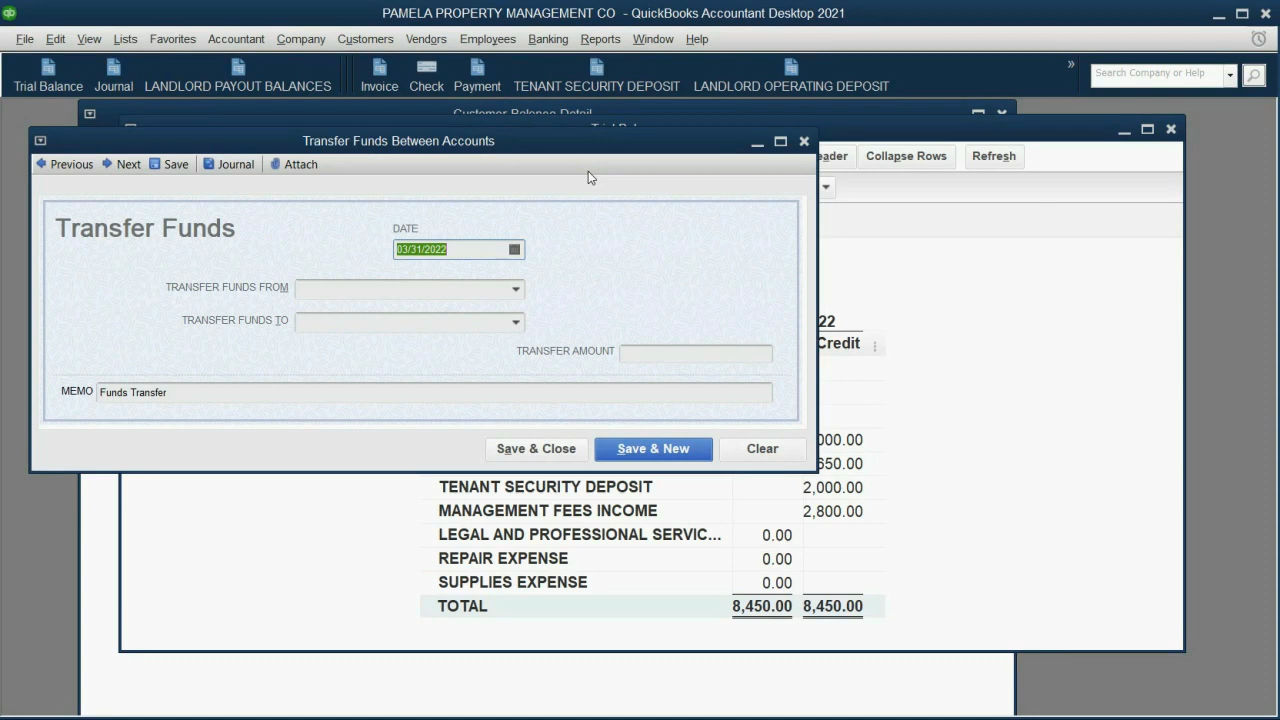 PAMELA PROPERTY MANAGEMENT CO - QuickBooks Accountant Desktop 2021
File Edit View Lists Favorites Accountant Company Customers Vendors Employees Banking Reports Window Help
Trial Balance Journal LANDLORD PAYOUT BALANCES Invoice Check Payment TENANT SECURITY DEPOSIT LANDLORD OPERATING DEPOSIT »
Search Company or Help
Customer Balance Detail
Transfer Funds Between Accounts
eader Collapse Rows Refresh
Previous Next Save Journal Attach
Transfer Funds
DATE
03/31/2022
TRANSFER FUNDS FROM
TRANSFER FUNDS TO
22
Credit
TRANSFER AMOUNT
MEMO Funds Transfer
Save & Close Save & New Clear
000.00
650.00
TENANT SECURITY DEPOSIT 2,000.00
MANAGEMENT FEES INCOME 2,800.00
LEGAL AND PROFESSIONAL SERVIC... 0.00
REPAIR EXPENSE 0.00
SUPPLIES EXPENSE 0.00
TOTAL 8,450.00 8,450.00